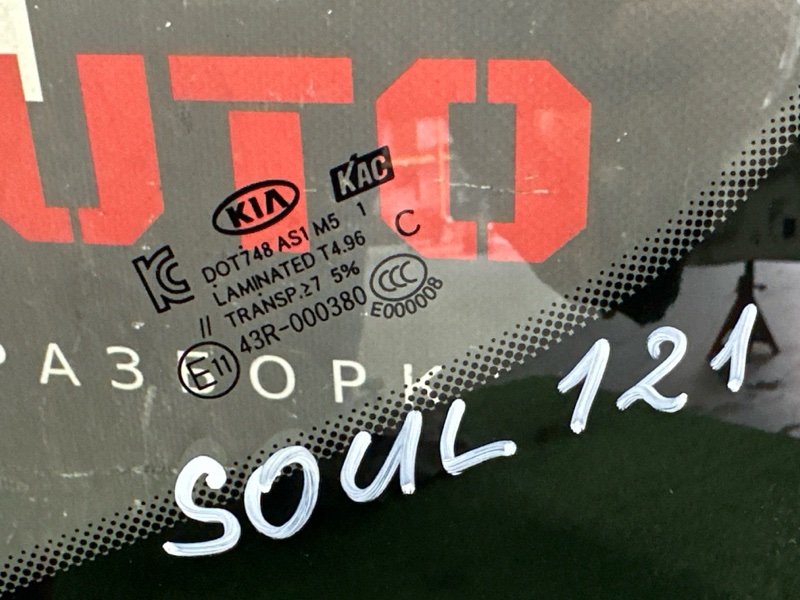 UTO
KIA
KAC
DOT748 AS1 M5 1
LAMINATED T4.96 C
// TRANSP.≥7 5%
CCC
E11 43R-000380 E000008
РАЗБОРК
SOUL 121